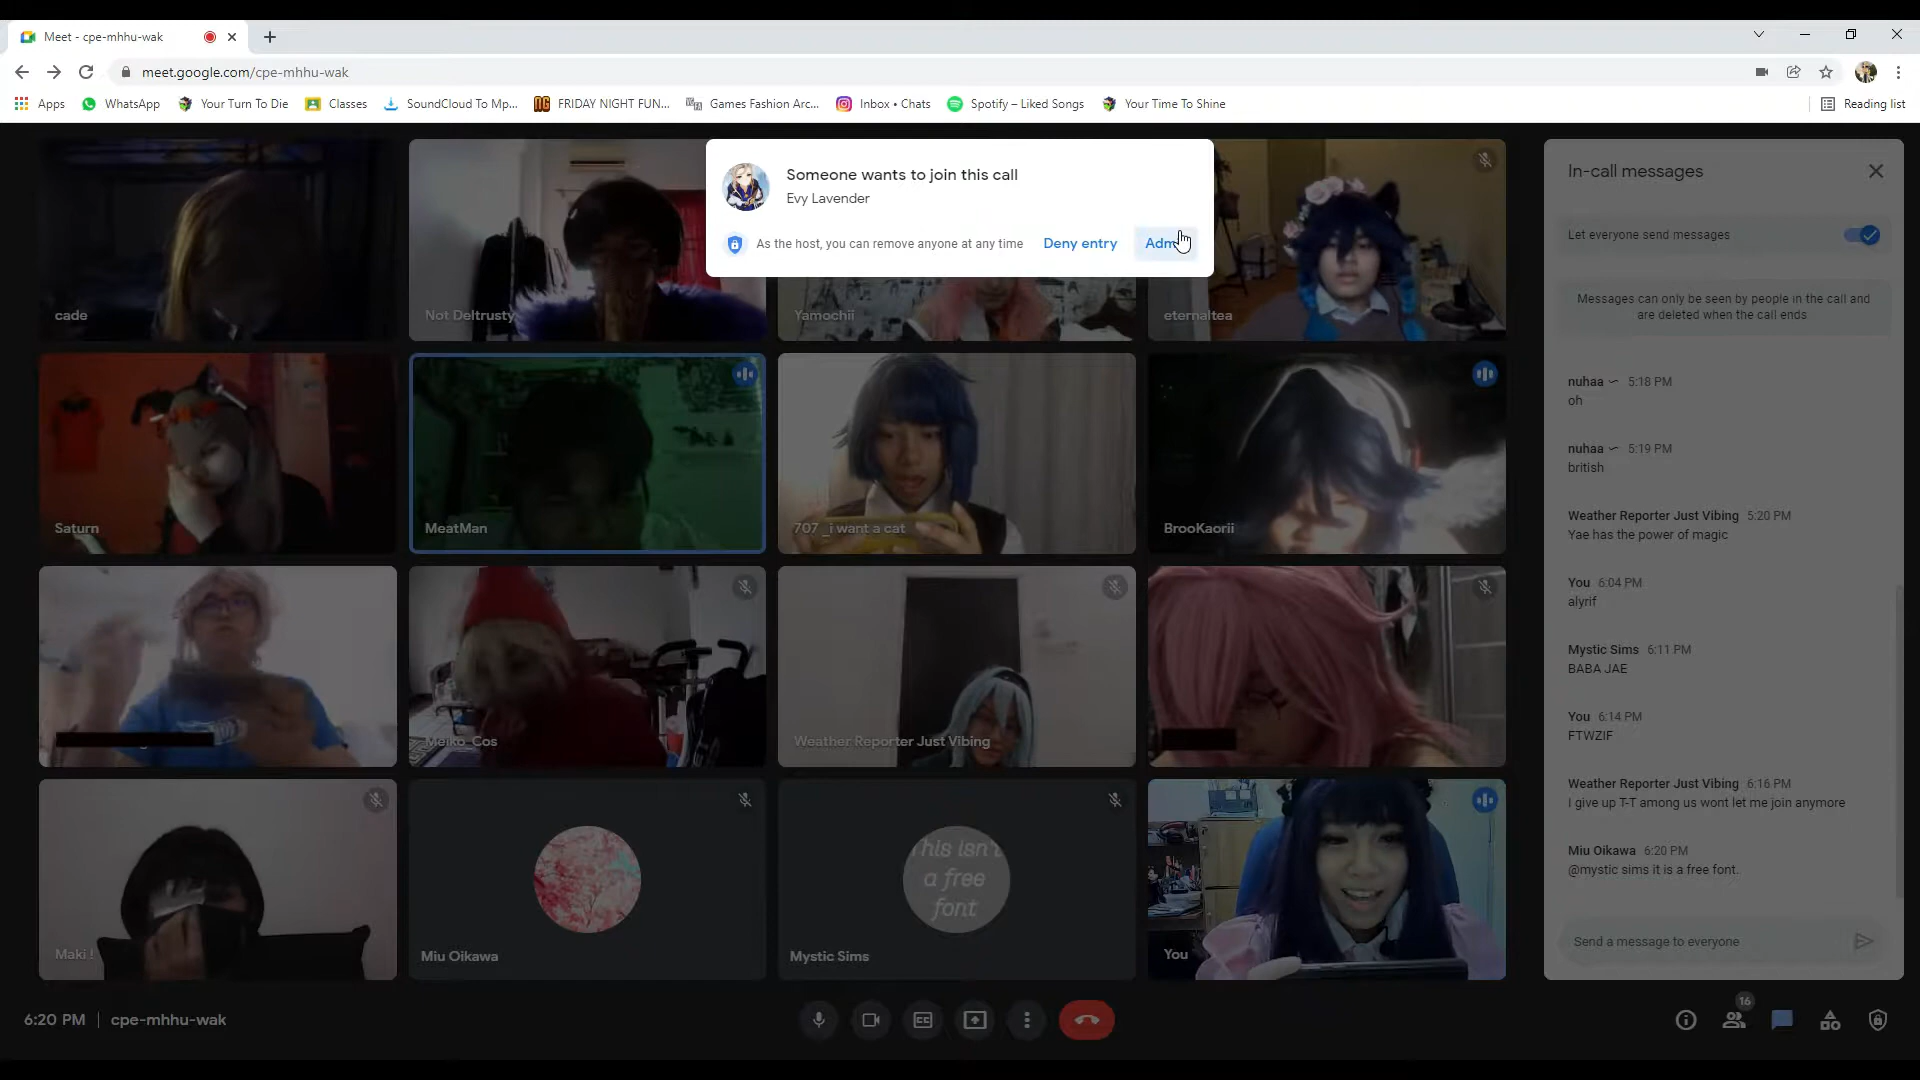 Meet - cpe-mhhu-wak
meet.google.com/cpe-mhhu-wak
Apps
WhatsApp
Your Turn To Die
Classes
SoundCloud To Mp...
FRIDAY NIGHT FUN...
Games Fashion Arc...
Inbox • Chats
Spotify – Liked Songs
Your Time To Shine
Reading list
Someone wants to join this call
Evy Lavender
As the host, you can remove anyone at any time
Deny entry
cade
Not Deltrusty
Yamochii
eternaltea
Saturn
MeatMan
707 _i want a cat
BrooKaorii
Meiko_Cos
Weather Reporter Just Vibing
Maki !
Miu Oikawa
This isn't
a free
font
Mystic Sims
You
In-call messages
Let everyone send messages
Messages can only be seen by people in the call and
are deleted when the call ends
nuhaa 5:18 PM
oh
nuhaa 5:19 PM
british
Weather Reporter Just Vibing 5:20 PM
Yae has the power of magic
You 6:04 PM
alyrif
Mystic Sims 6:11 PM
BABA JAE
You 6:14 PM
FTWZIF
Weather Reporter Just Vibing 6:16 PM
I give up T-T among us wont let me join anymore
Miu Oikawa 6:20 PM
@mystic sims it is a free font.
Send a message to everyone
6:20 PM | cpe-mhhu-wak
16